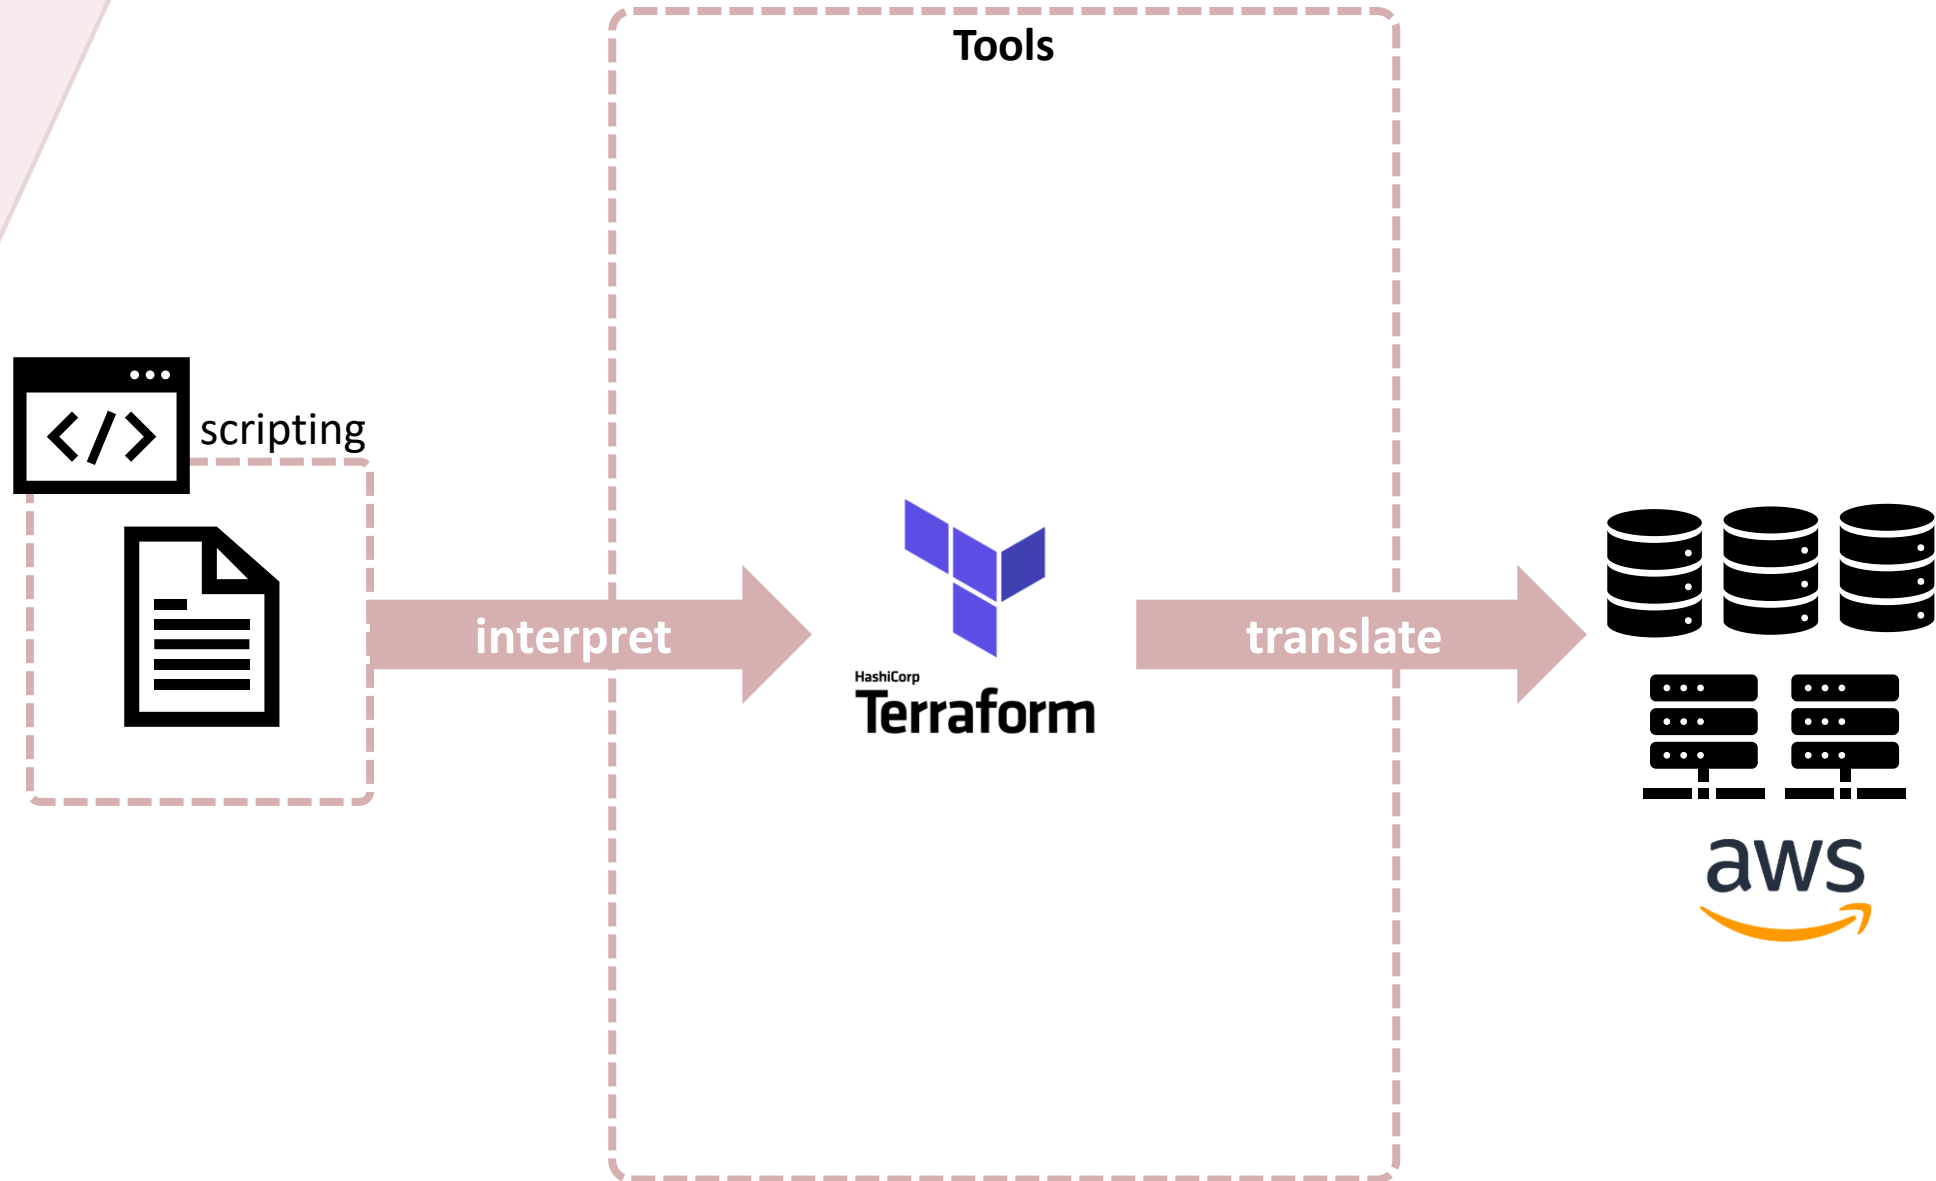 Tools
</>
scripting
interpret
HashiCorp
Terraform
translate
aws